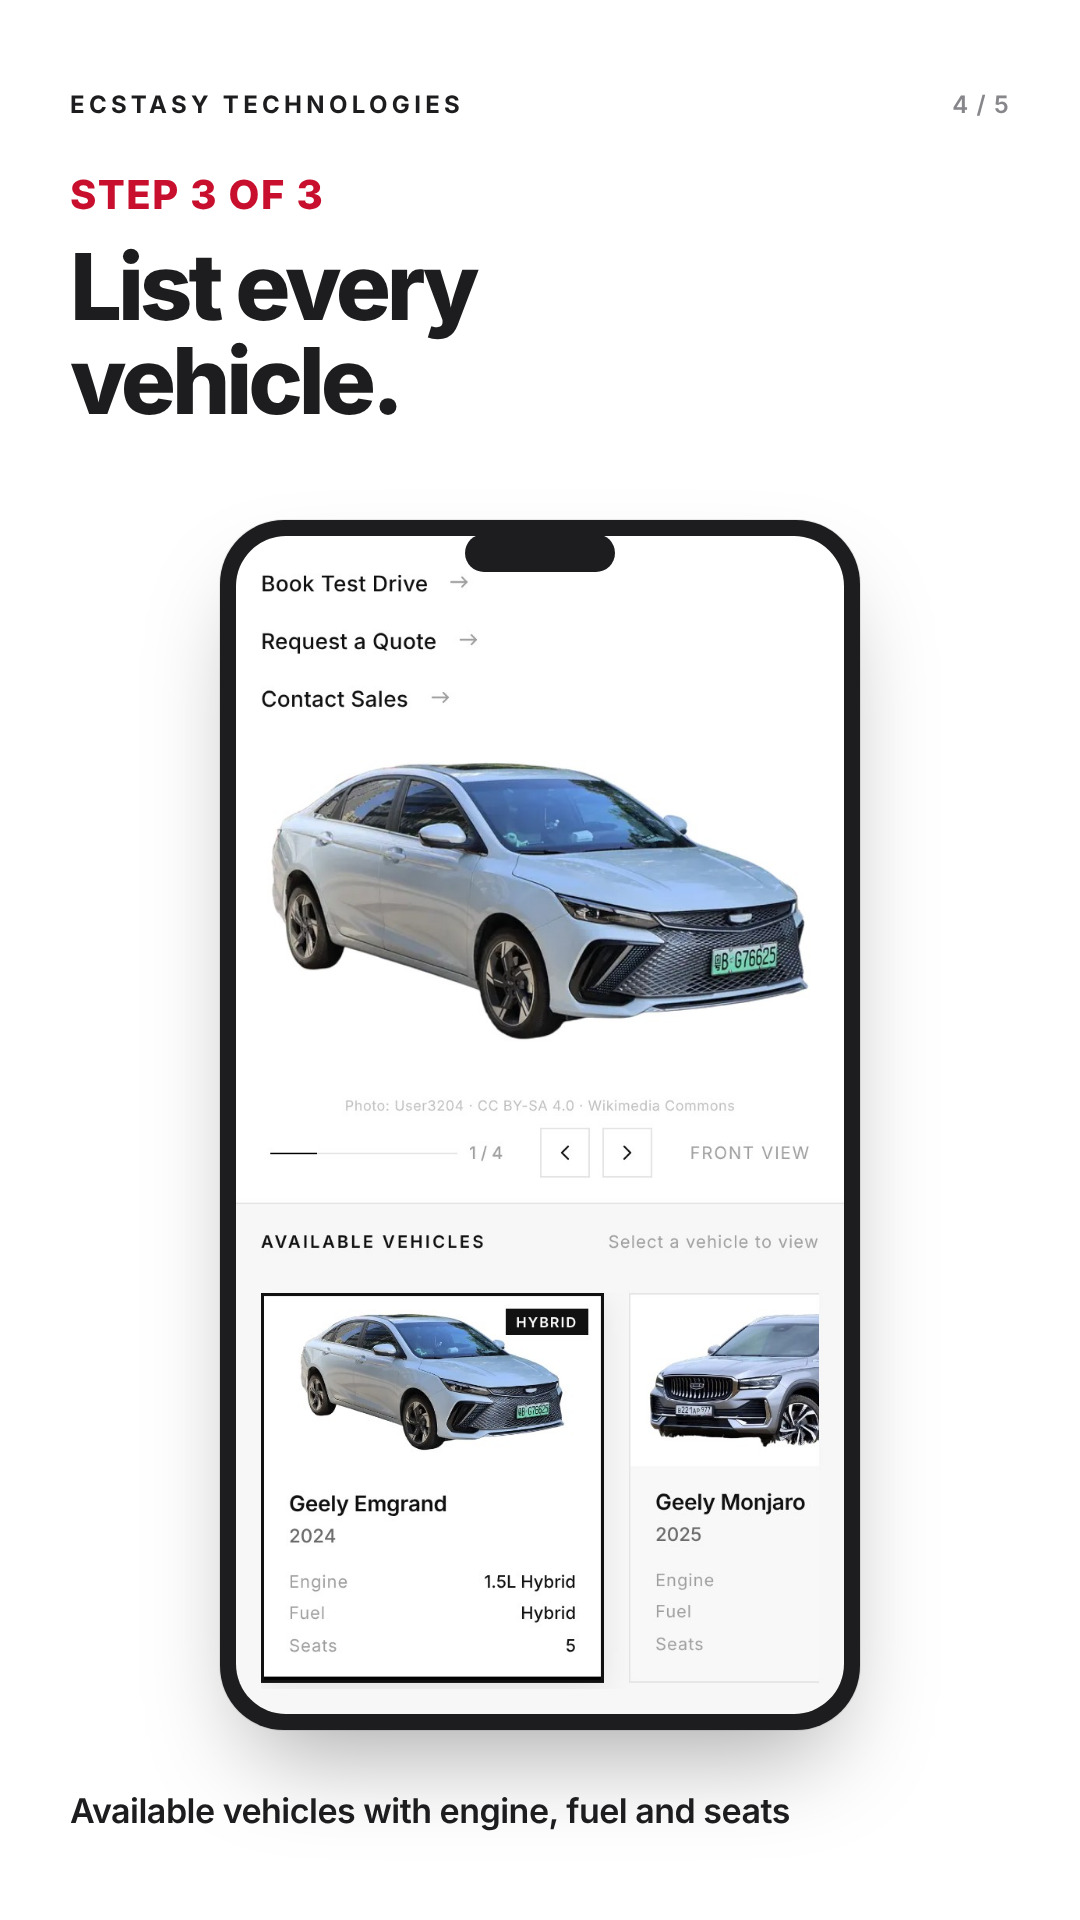 ECSTASY TECHNOLOGIES
4 / 5
STEP 3 OF 3
List every
vehicle.
Book Test Drive →
Request a Quote →
Contact Sales →
粤B·G76625
Photo: User3204 · CC BY-SA 4.0 · Wikimedia Commons
1 / 4
FRONT VIEW
AVAILABLE VEHICLES
Select a vehicle to view
HYBRID
粤B·G76625
Geely Emgrand
2024
Engine 1.5L Hybrid
Fuel Hybrid
Seats 5
Geely Monjaro
2025
Engine
Fuel
Seats
Available vehicles with engine, fuel and seats